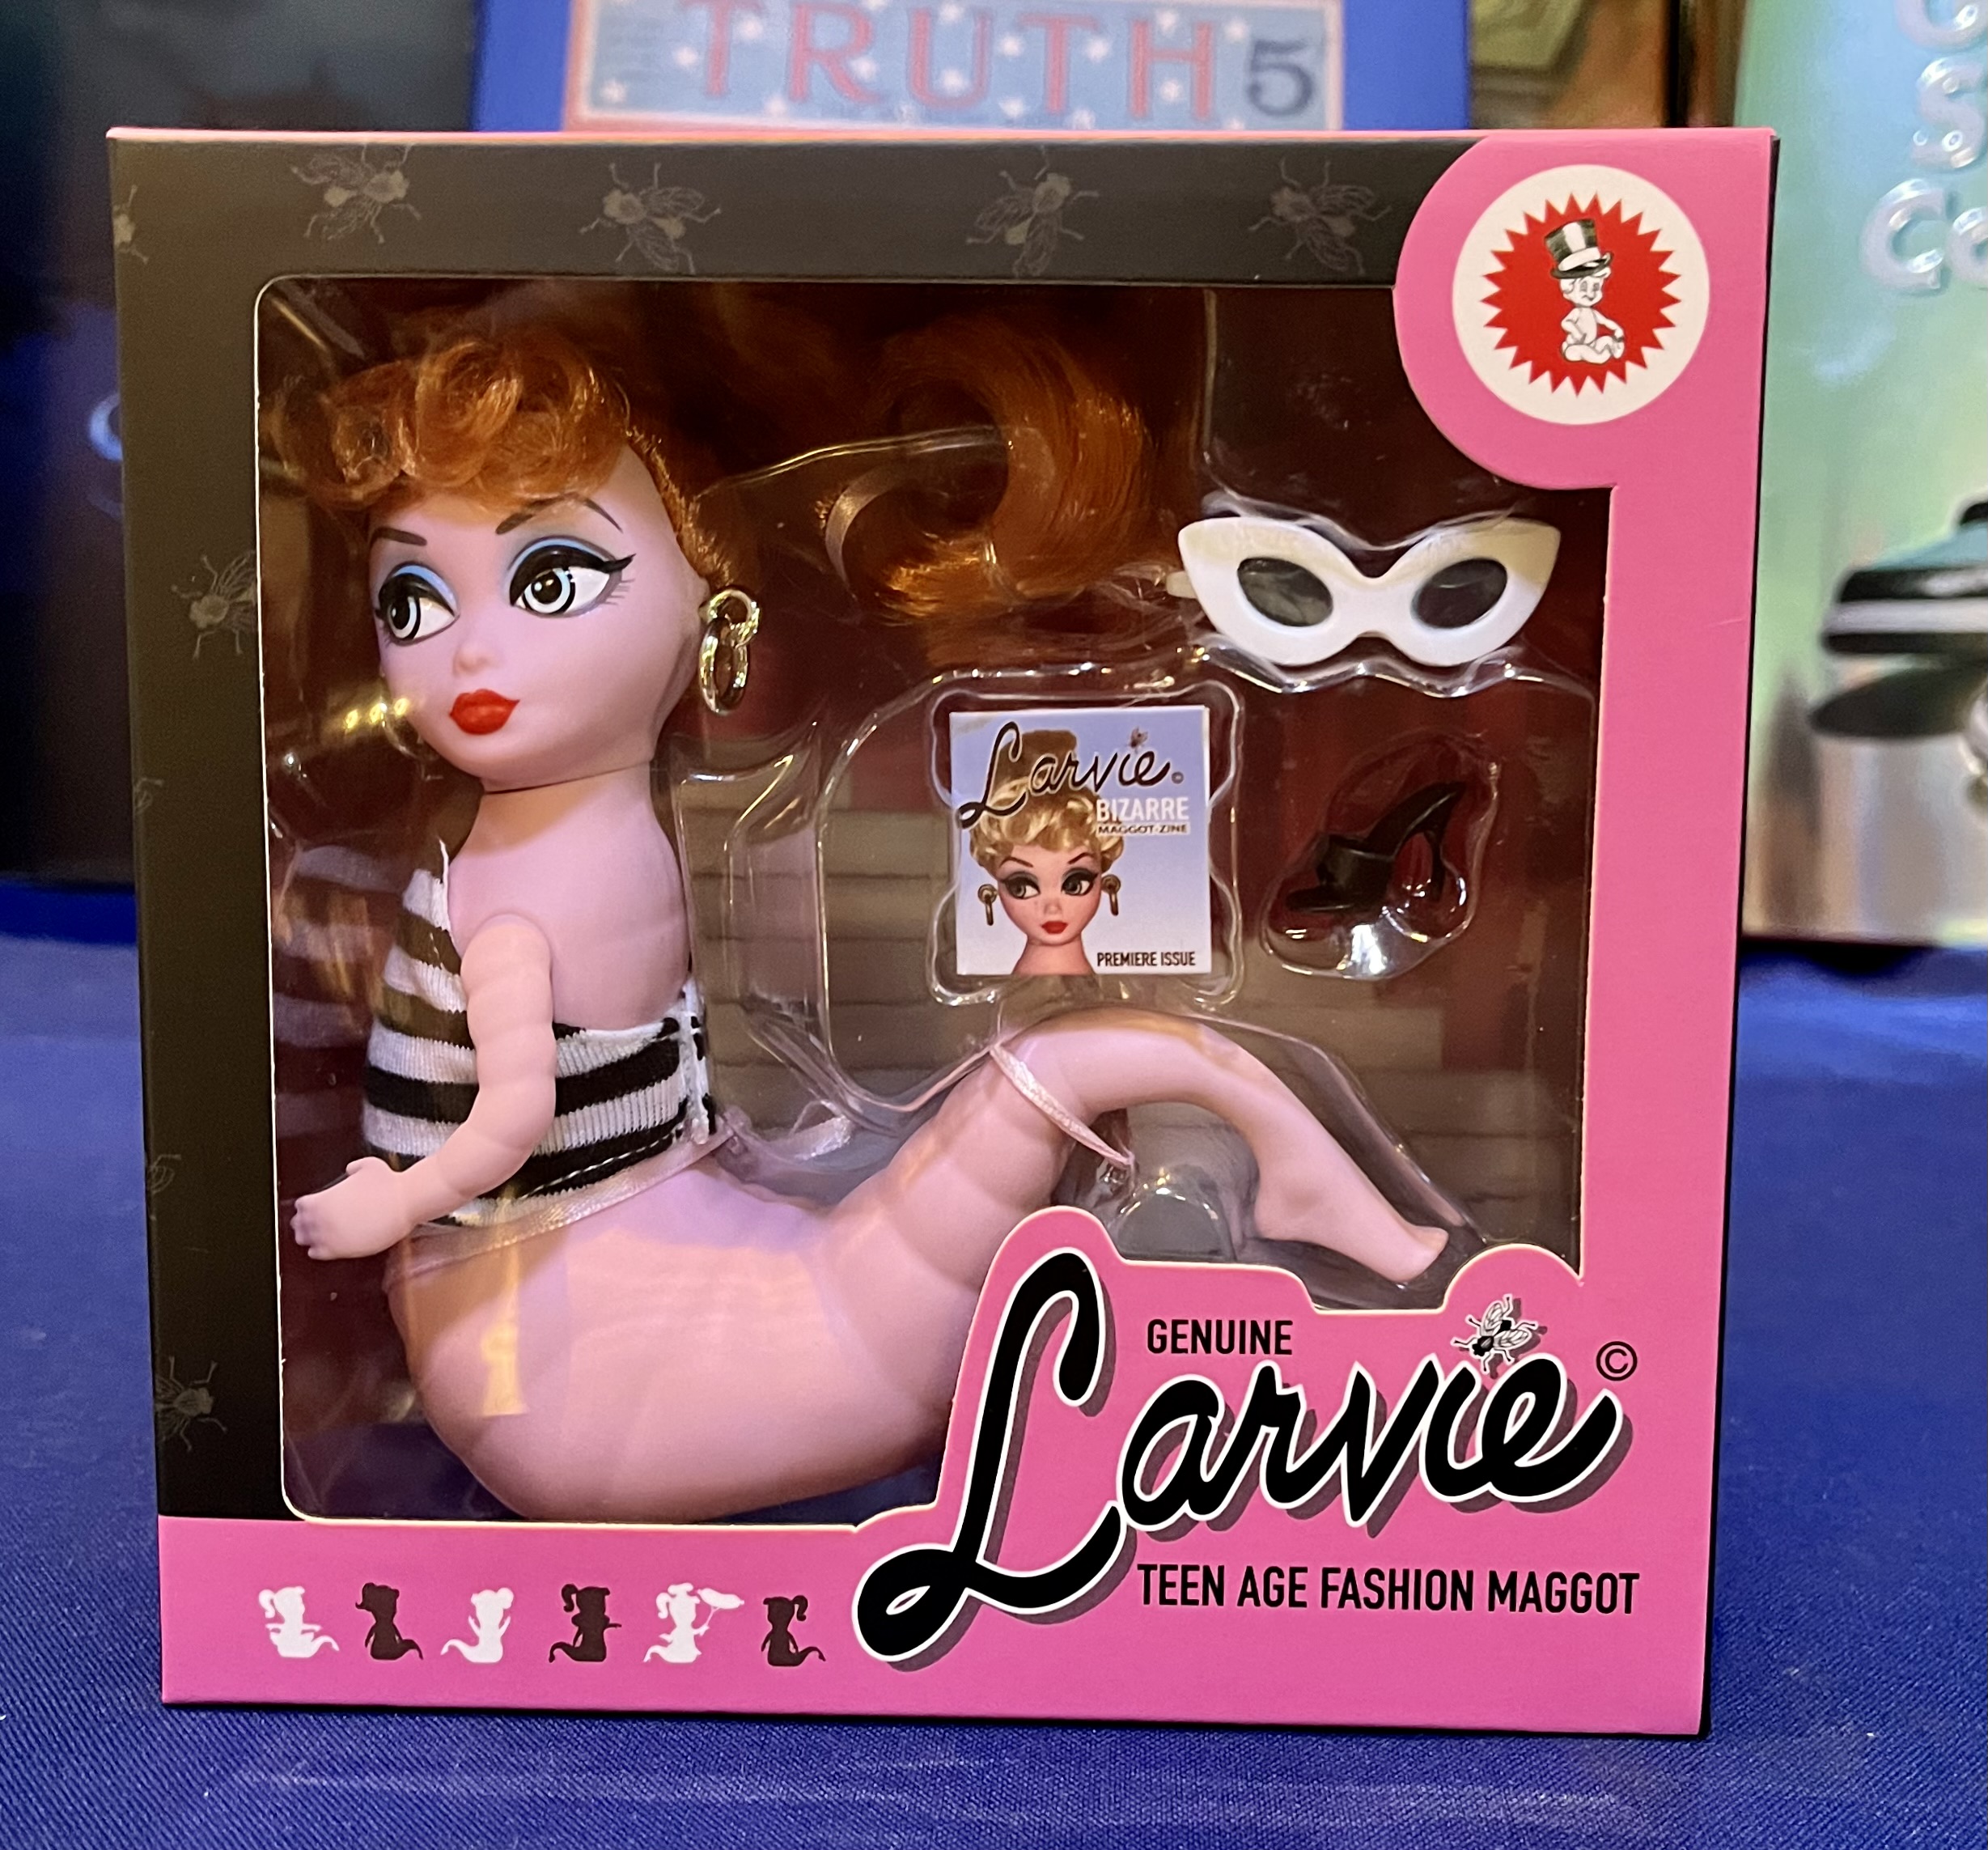 TRUTH 5
Larvie ©
BIZARRE
MAGGOT-ZINE
PREMIERE ISSUE
GENUINE
Larvie ©
TEEN AGE FASHION MAGGOT